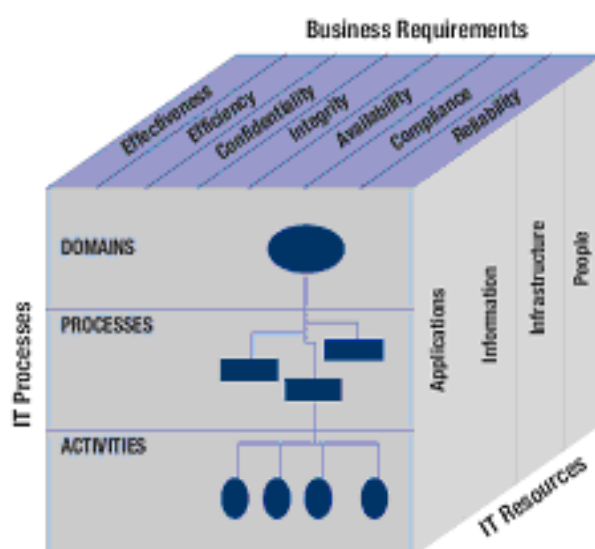 Business Requirements
Effectiveness
Efficiency
Confidentiality
Integrity
Availability
Compliance
Reliability
DOMAINS
PROCESSES
ACTIVITIES
IT Processes
Applications
Information
Infrastructure
People
IT Resources